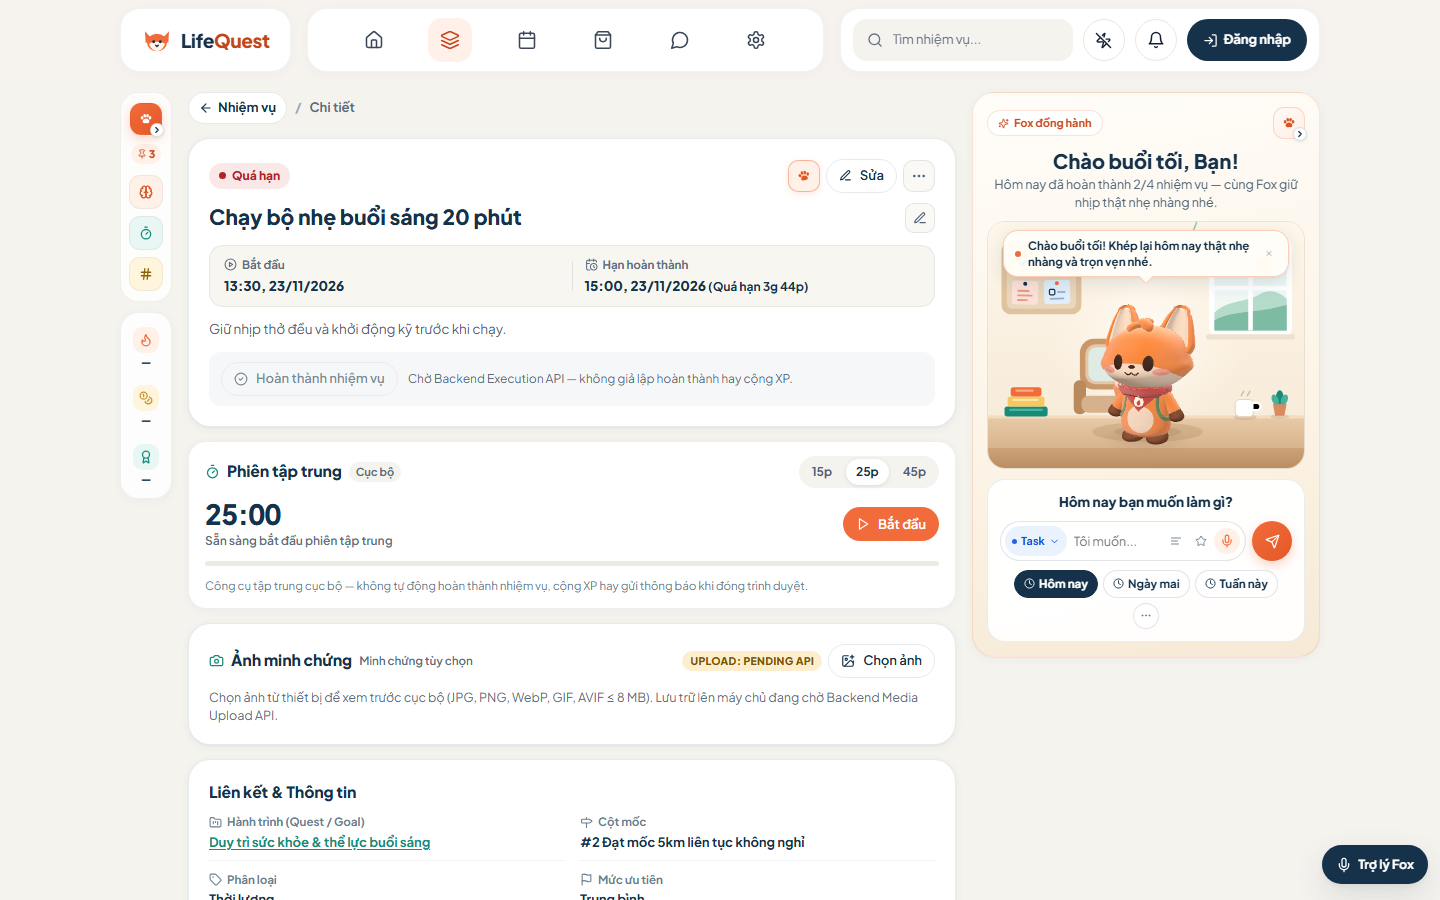 LifeQuest
Tìm nhiệm vụ...
Đăng nhập
3
Nhiệm vụ / Chi tiết
Quá hạn
Sửa
Chạy bộ nhẹ buổi sáng 20 phút
Bắt đầu
13:30, 23/11/2026
Hạn hoàn thành
15:00, 23/11/2026 (Quá hạn 3g 44p)
Giữ nhịp thở đều và khởi động kỹ trước khi chạy.
Hoàn thành nhiệm vụ
Chờ Backend Execution API — không giả lập hoàn thành hay cộng XP.
Phiên tập trung
Cục bộ
15p
25p
45p
25:00
Sẵn sàng bắt đầu phiên tập trung
Bắt đầu
Công cụ tập trung cục bộ — không tự động hoàn thành nhiệm vụ, cộng XP hay gửi thông báo khi đóng trình duyệt.
Ảnh minh chứng
Minh chứng tùy chọn
UPLOAD: PENDING API
Chọn ảnh
Chọn ảnh từ thiết bị để xem trước cục bộ (JPG, PNG, WebP, GIF, AVIF ≤ 8 MB). Lưu trữ lên máy chủ đang chờ Backend Media
Upload API.
Liên kết & Thông tin
Hành trình (Quest / Goal)
Duy trì sức khỏe & thể lực buổi sáng
Cột mốc
#2 Đạt mốc 5km liên tục không nghỉ
Phân loại
Thời lượng
Mức ưu tiên
Trung bình
Fox đồng hành
Chào buổi tối, Bạn!
Hôm nay đã hoàn thành 2/4 nhiệm vụ — cùng Fox giữ
nhịp thật nhẹ nhàng nhé.
Chào buổi tối! Khép lại hôm nay thật nhẹ
nhàng và trọn vẹn nhé.
Hôm nay bạn muốn làm gì?
Task
Tôi muốn...
Hôm nay
Ngày mai
Tuần này
Trợ lý Fox